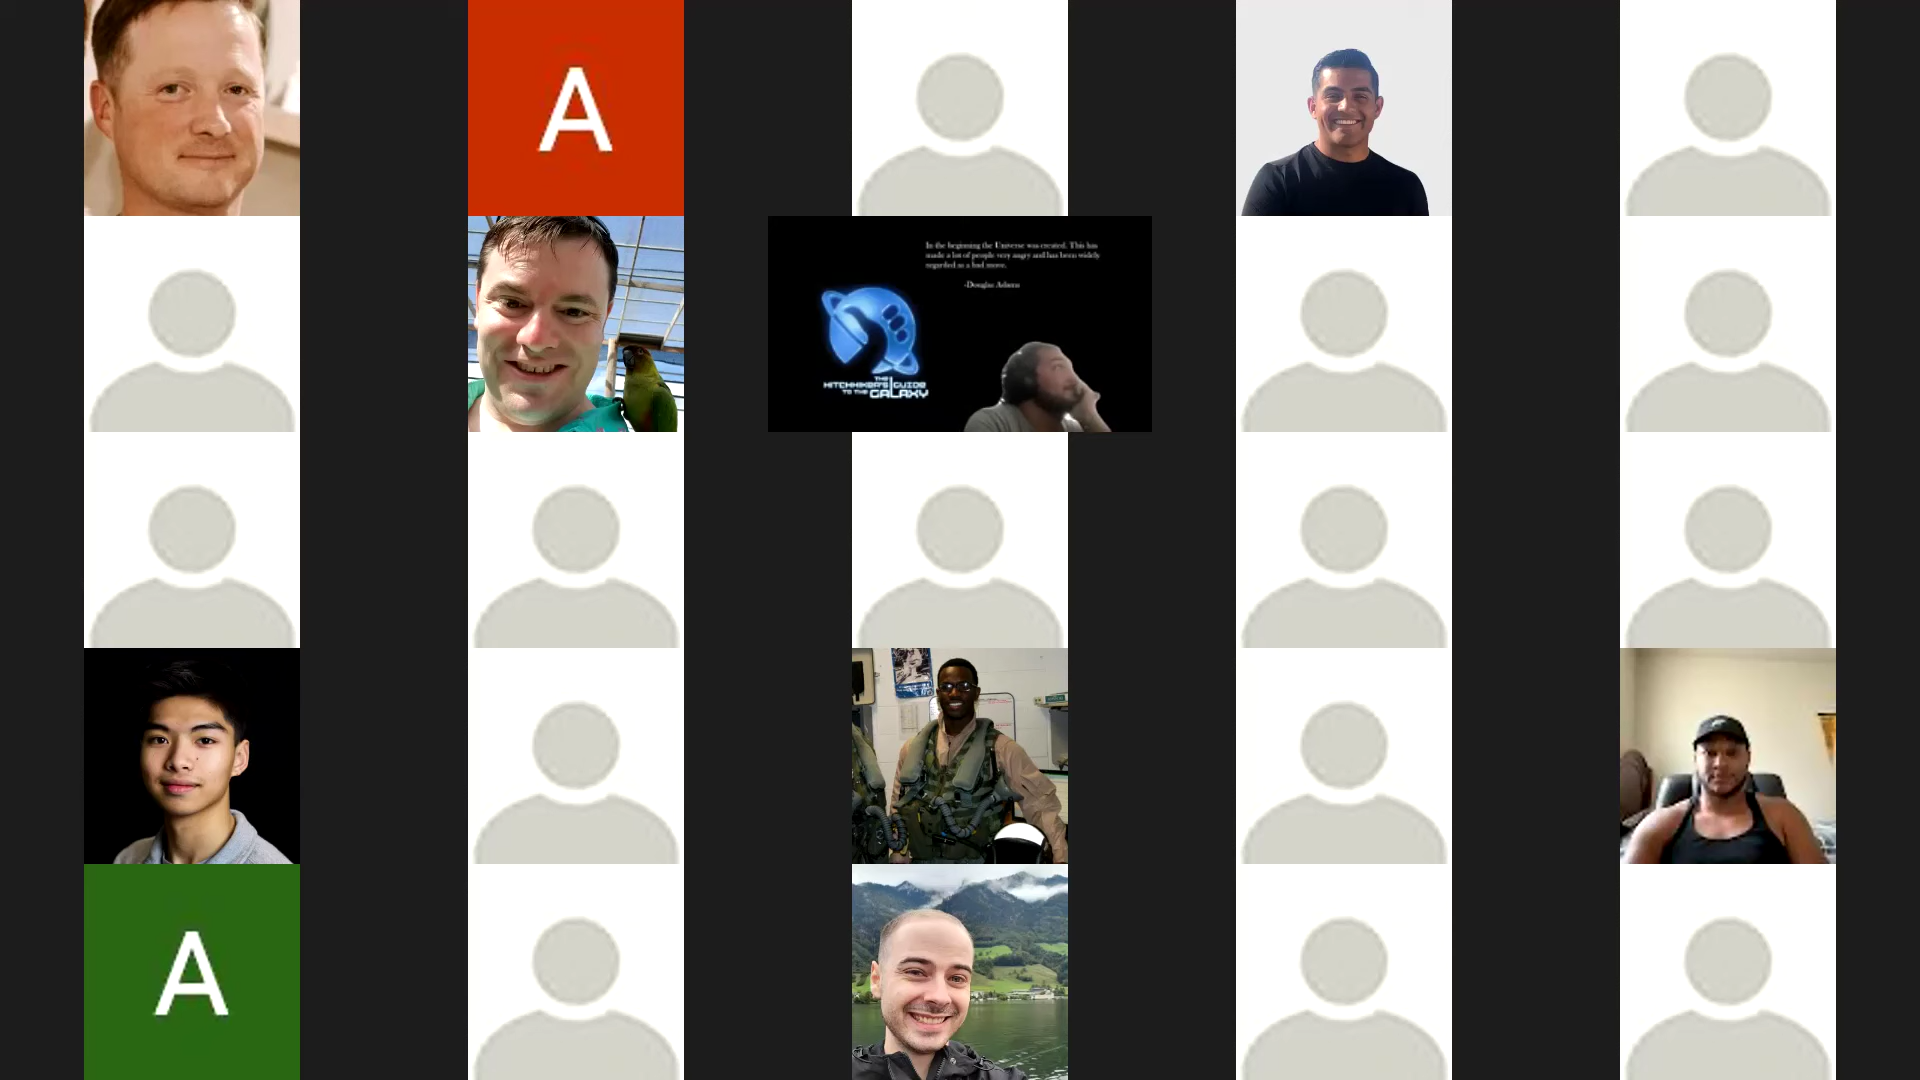 A
In the beginning the Universe was created. This has
made a lot of people very angry and has been widely
regarded as a bad move.
-Douglas Adams
THE
HITCHHIKER'S GUIDE
TO THE GALAXY
A